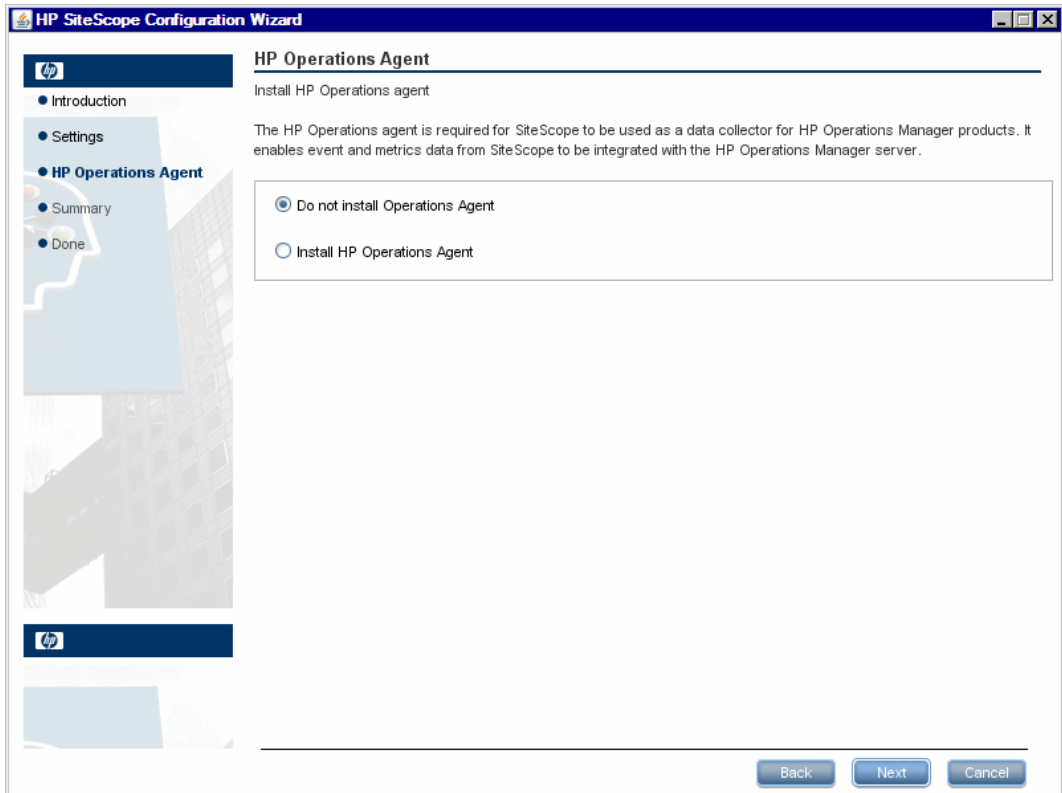 HP SiteScope Configuration Wizard
hp
Introduction
Settings
HP Operations Agent
Summary
Done
hp
HP Operations Agent
Install HP Operations agent
The HP Operations agent is required for SiteScope to be used as a data collector for HP Operations Manager products. It
enables event and metrics data from SiteScope to be integrated with the HP Operations Manager server.
Do not install Operations Agent
Install HP Operations Agent
Back
Next
Cancel